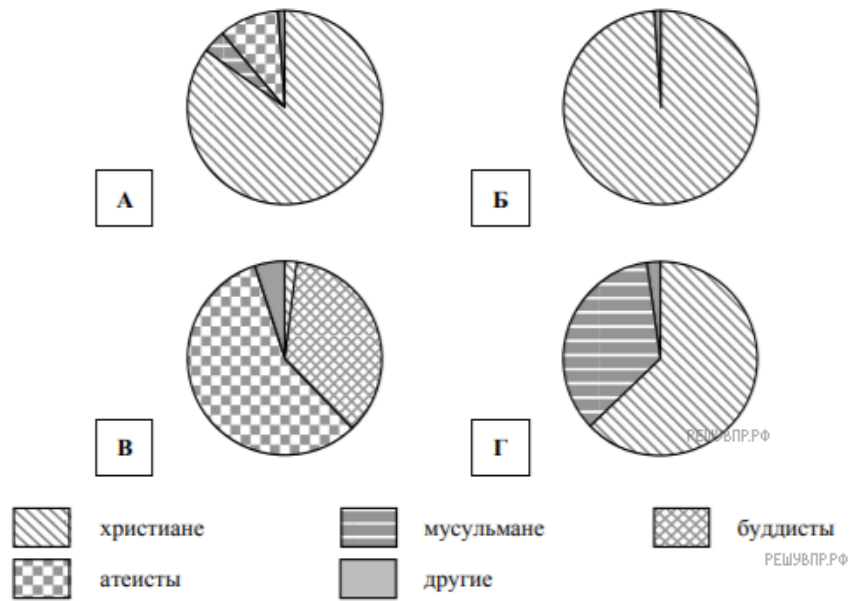 А
Б
В
Г
РЕШУВПР.РФ
христиане
мусульмане
буддисты
РЕШУВПР.РФ
атеисты
другие